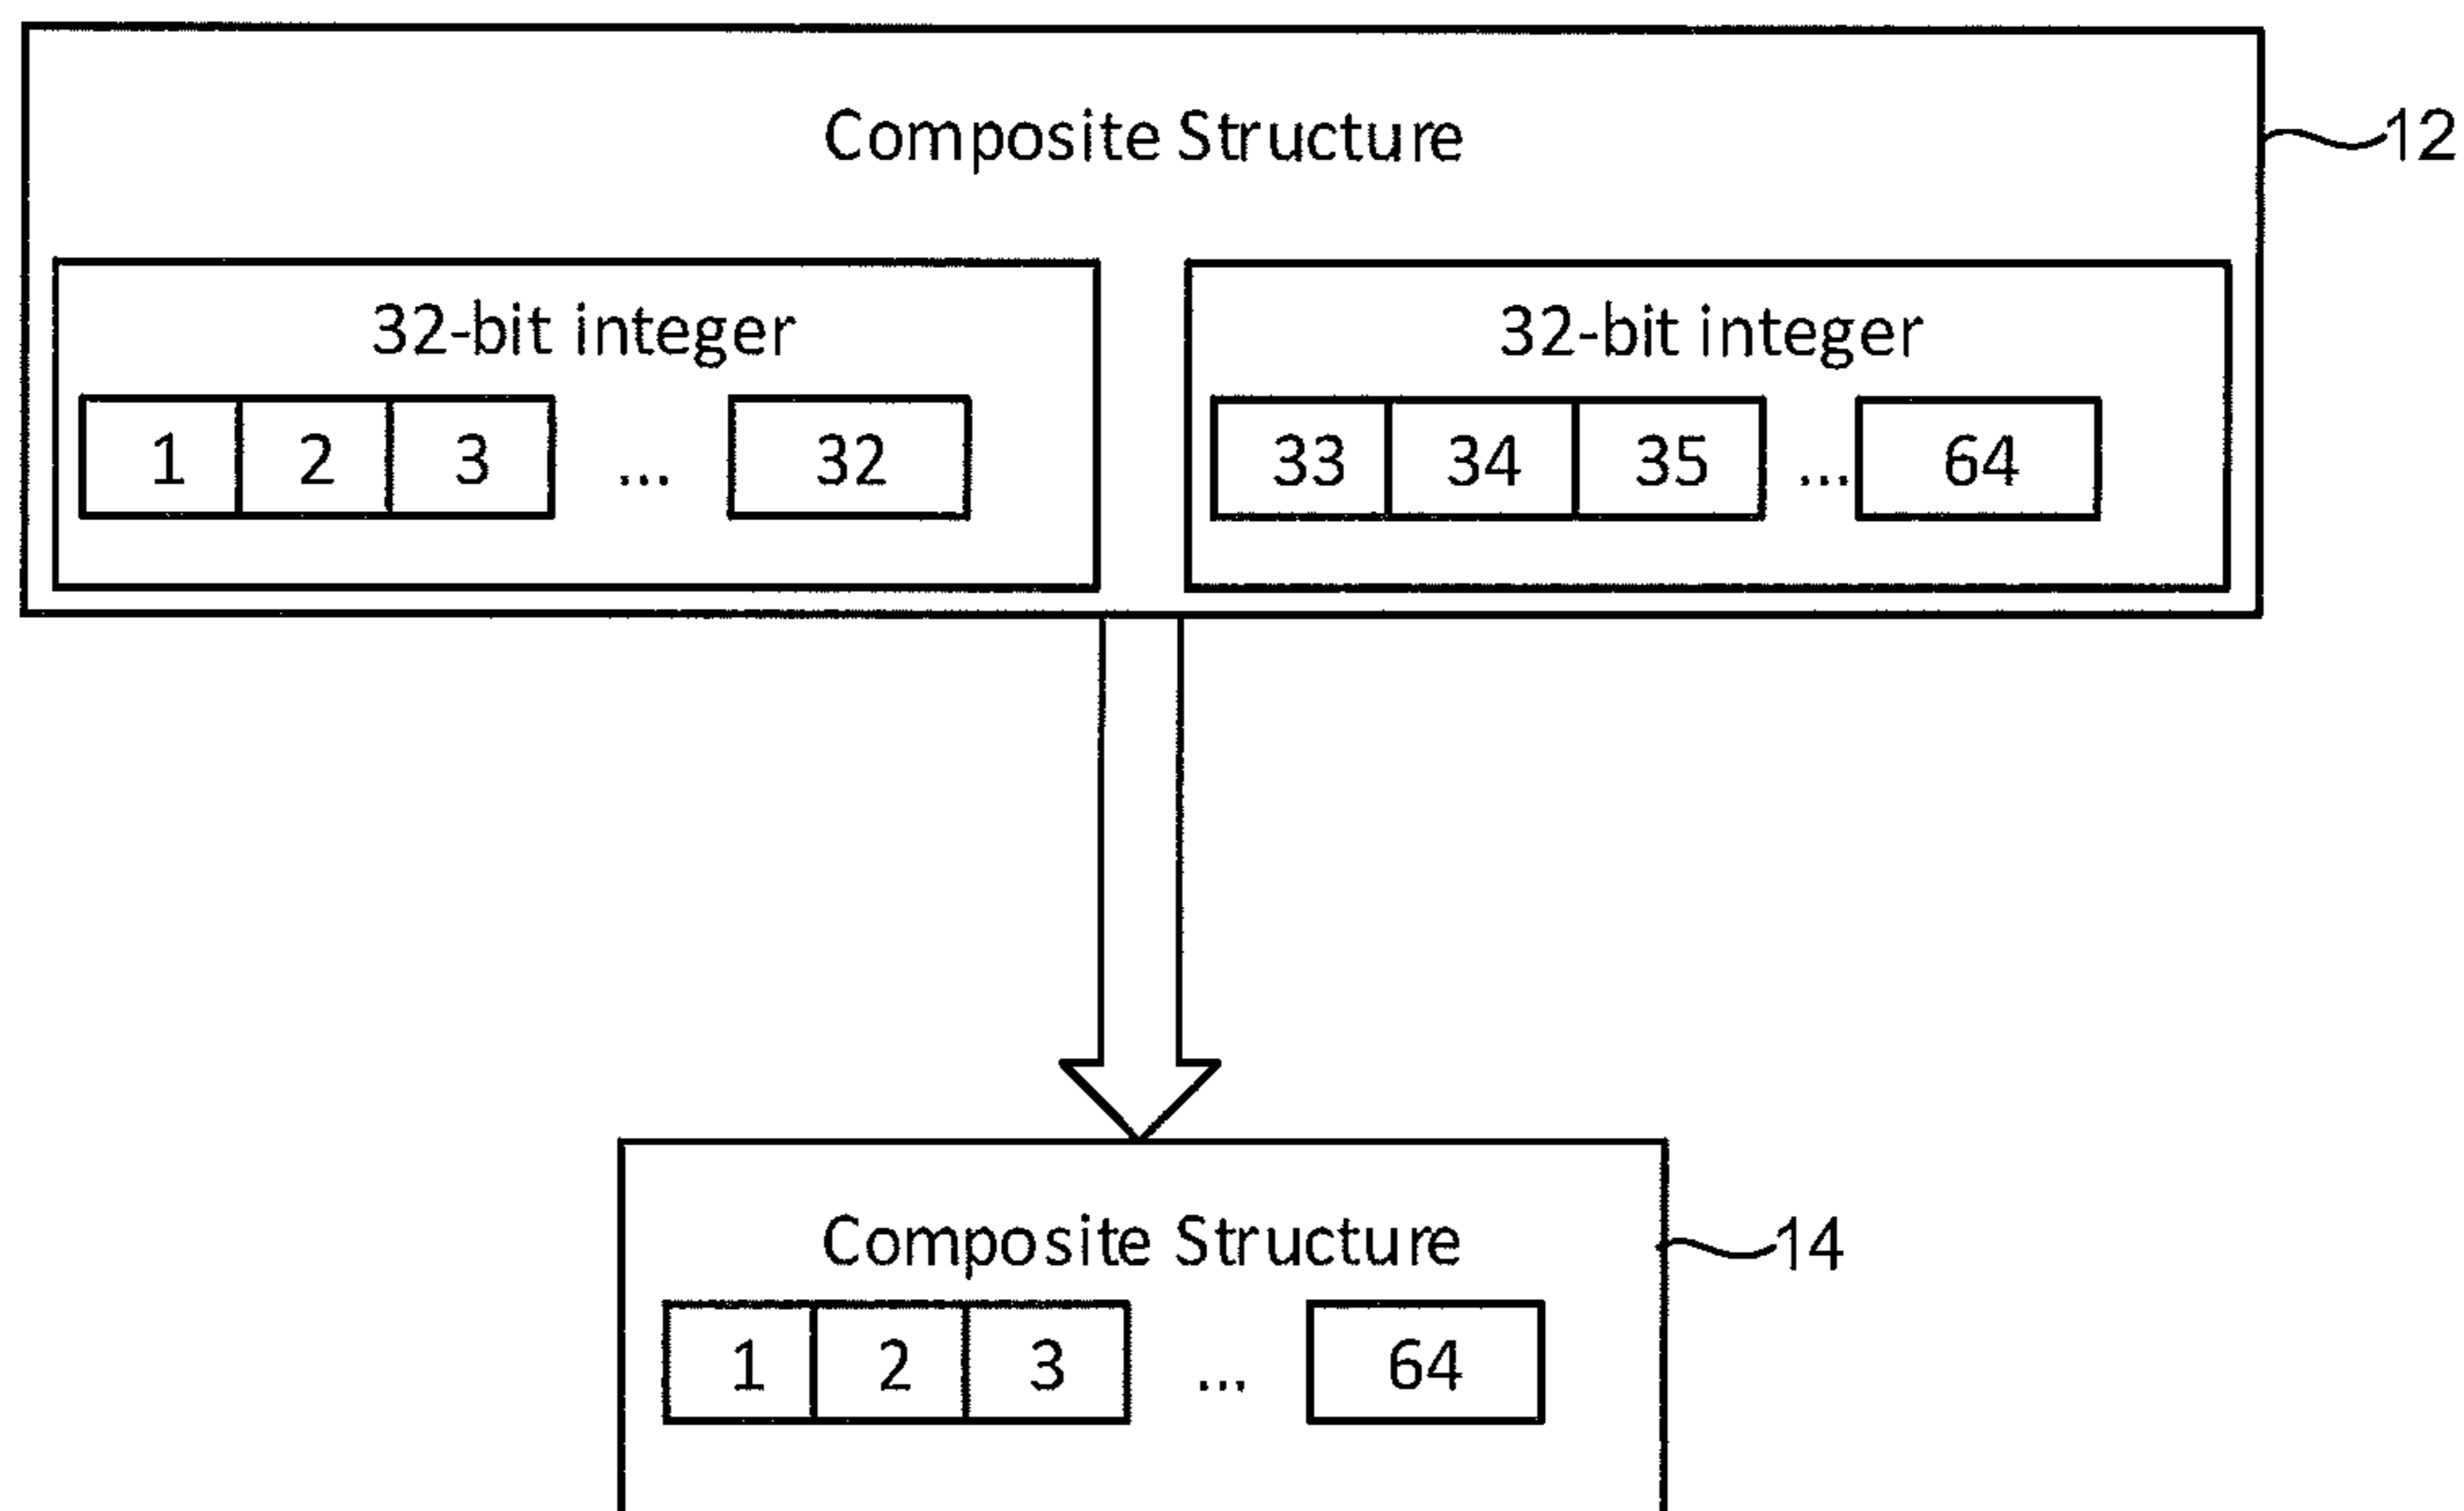 Composite Structure 12
32-bit integer 32-bit integer
1 2 3 ... 32 33 34 35 ... 64
Composite Structure 14
1 2 3 ... 64